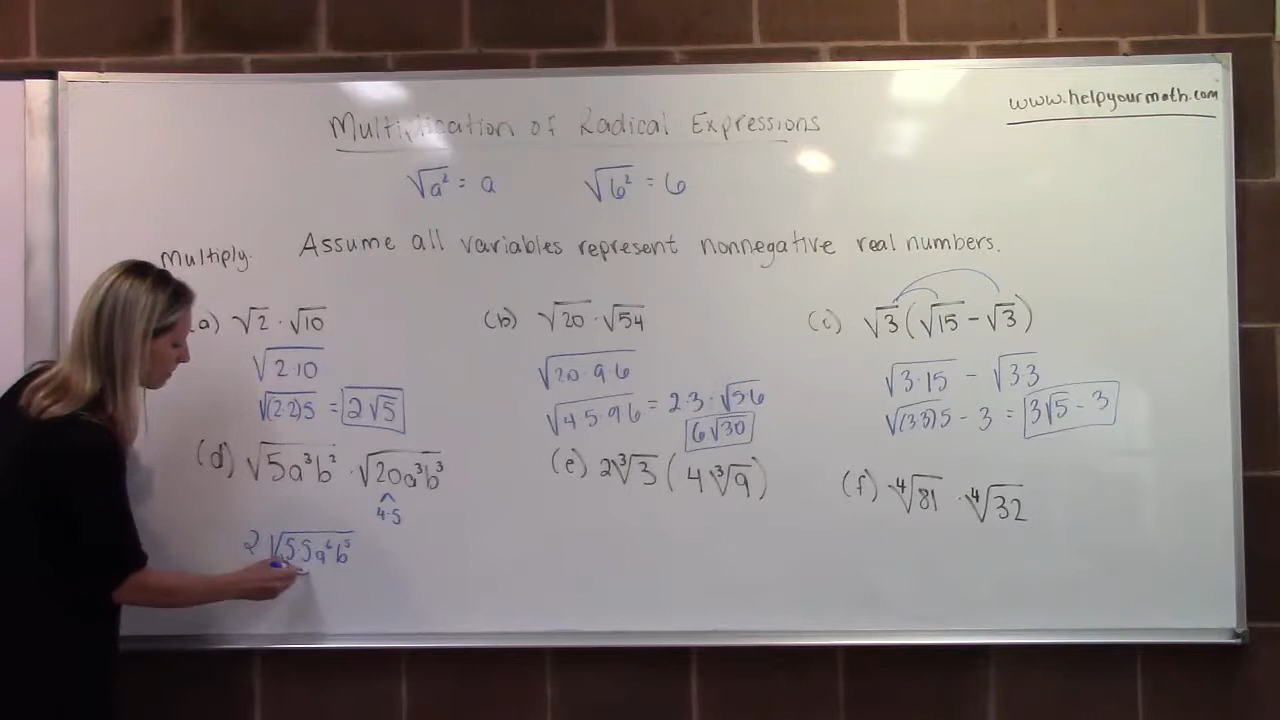 www.helpyourmath.com
Multiplication of Radical Expressions
√a² = a √6² = 6
Multiply. Assume all variables represent nonnegative real numbers.
a) √2 · √10
√2·10
√(2·2)5 = 2√5
(b) √20 · √54
√20·9·6
√4·5·9·6 = 2·3·√5·6
6√30
(c) √3(√15 - √3)
√3·15 - √3·3
√(3·3)5 - 3 = 3√5 - 3
(d) √5a³b² · √20a³b³
4·5
2√5·5a⁶b⁵
(e) 2∛3(4∛9)
(f) ∜81 · ∜32